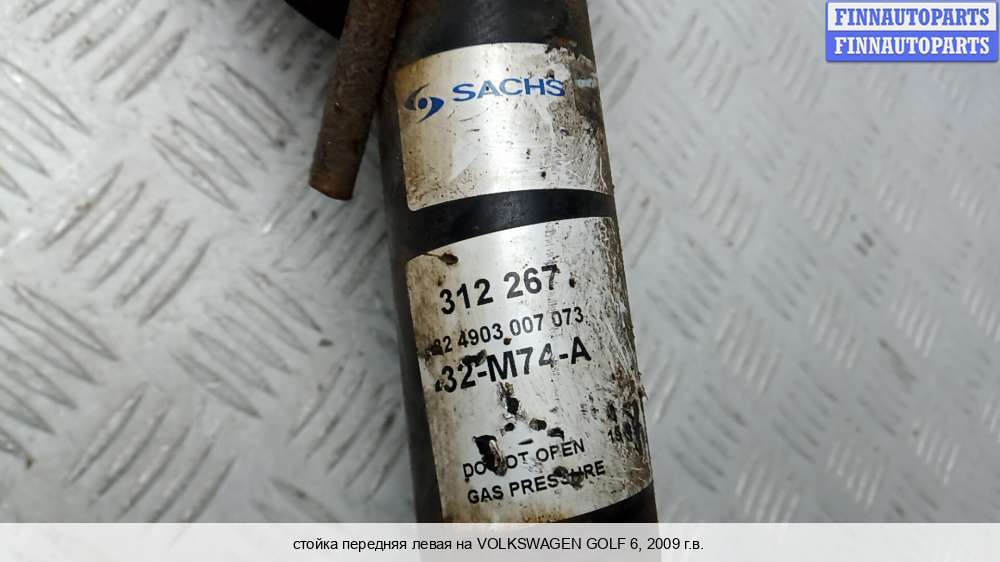 FINNAUTOPARTS
FINNAUTOPARTS
SACHS
312 267
4903 007 073
32-M74-A
DO NOT OPEN
GAS PRESSURE
стойка передняя левая на VOLKSWAGEN GOLF 6, 2009 г.в.